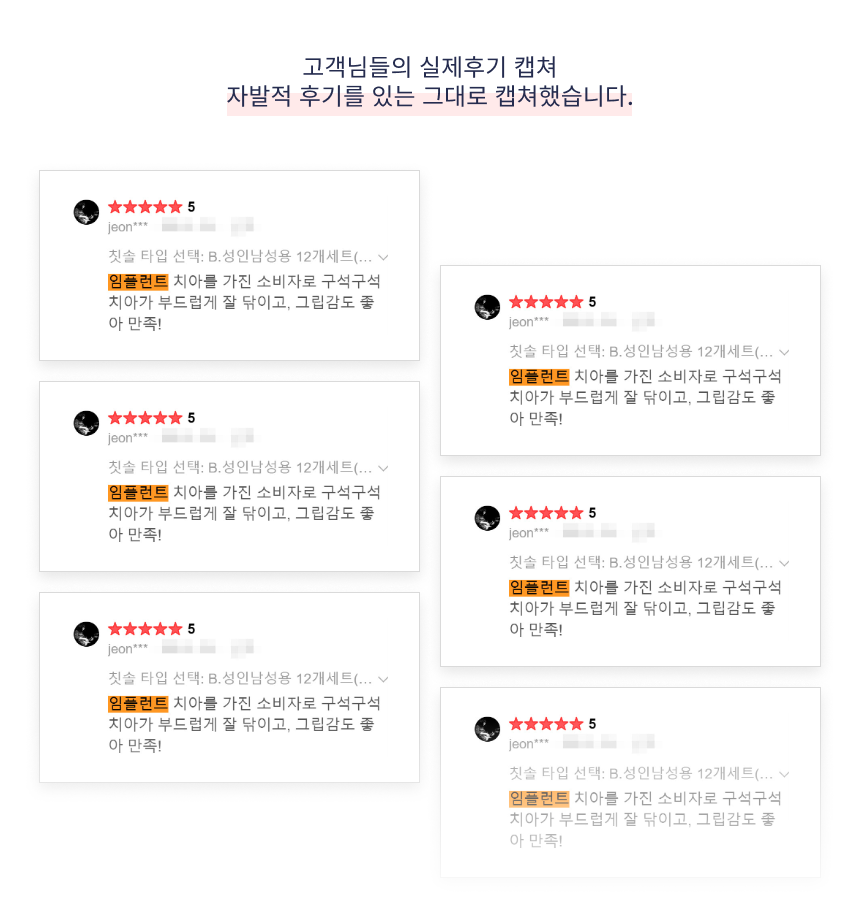 고객님들의 실제후기 캡쳐
자발적 후기를 있는 그대로 캡쳐했습니다.
5
jeon***
칫솔 타입 선택: B.성인남성용 12개세트(...
임플런트 치아를 가진 소비자로 구석구석
치아가 부드럽게 잘 닦이고, 그립감도 좋
아 만족!
5
jeon***
칫솔 타입 선택: B.성인남성용 12개세트(...
임플런트 치아를 가진 소비자로 구석구석
치아가 부드럽게 잘 닦이고, 그립감도 좋
아 만족!
5
jeon***
칫솔 타입 선택: B.성인남성용 12개세트(...
임플런트 치아를 가진 소비자로 구석구석
치아가 부드럽게 잘 닦이고, 그립감도 좋
아 만족!
5
jeon***
칫솔 타입 선택: B.성인남성용 12개세트(...
임플런트 치아를 가진 소비자로 구석구석
치아가 부드럽게 잘 닦이고, 그립감도 좋
아 만족!
5
jeon***
칫솔 타입 선택: B.성인남성용 12개세트(...
임플런트 치아를 가진 소비자로 구석구석
치아가 부드럽게 잘 닦이고, 그립감도 좋
아 만족!
5
jeon***
칫솔 타입 선택: B.성인남성용 12개세트(...
임플런트 치아를 가진 소비자로 구석구석
치아가 부드럽게 잘 닦이고, 그립감도 좋
아 만족!